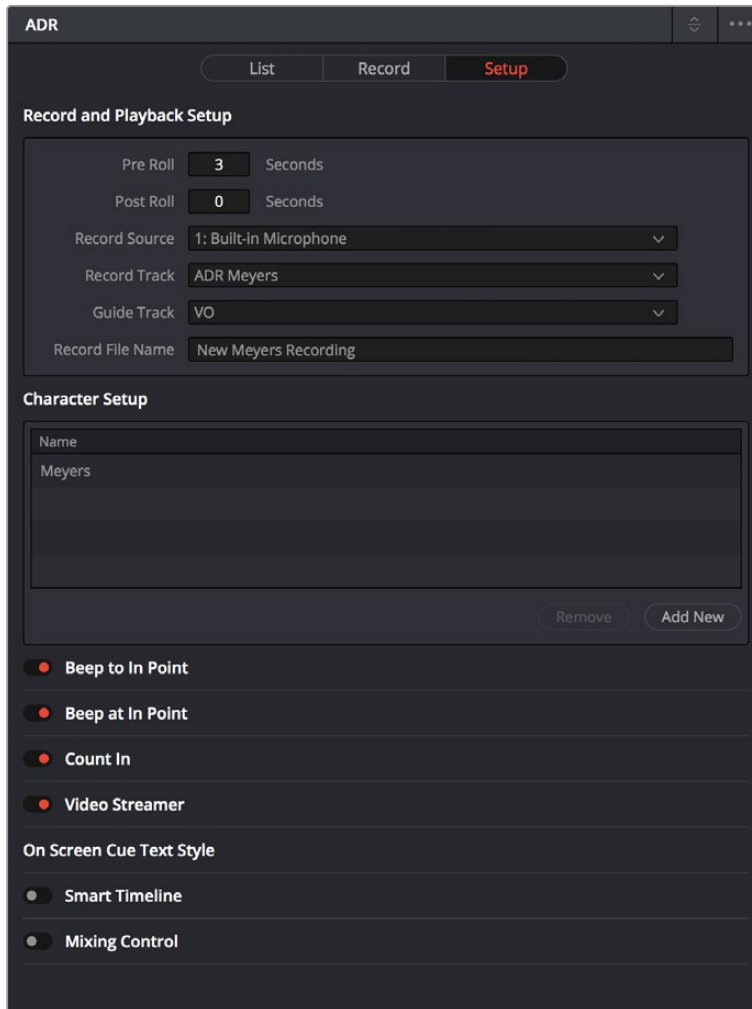 ADR
List Record Setup
Record and Playback Setup
Pre Roll 3 Seconds
Post Roll 0 Seconds
Record Source 1: Built-in Microphone
Record Track ADR Meyers
Guide Track VO
Record File Name New Meyers Recording
Character Setup
Name
Meyers
Remove Add New
Beep to In Point
Beep at In Point
Count In
Video Streamer
On Screen Cue Text Style
Smart Timeline
Mixing Control